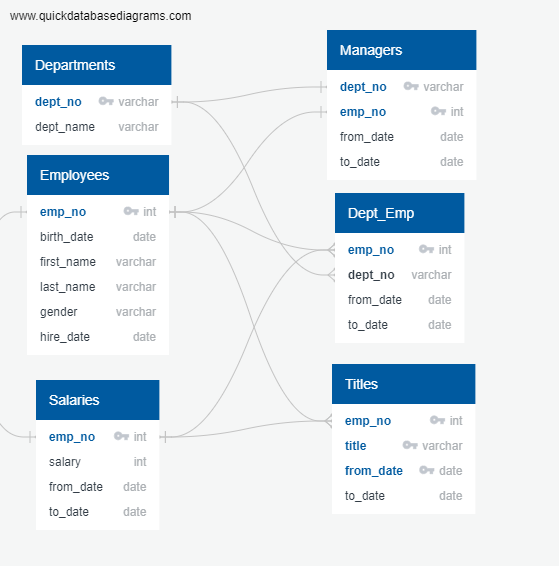 www.quickdatabasediagrams.com
Departments
dept_no varchar
dept_name varchar
Employees
emp_no int
birth_date date
first_name varchar
last_name varchar
gender varchar
hire_date date
Salaries
emp_no int
salary int
from_date date
to_date date
Managers
dept_no varchar
emp_no int
from_date date
to_date date
Dept_Emp
emp_no int
dept_no varchar
from_date date
to_date date
Titles
emp_no int
title varchar
from_date date
to_date date